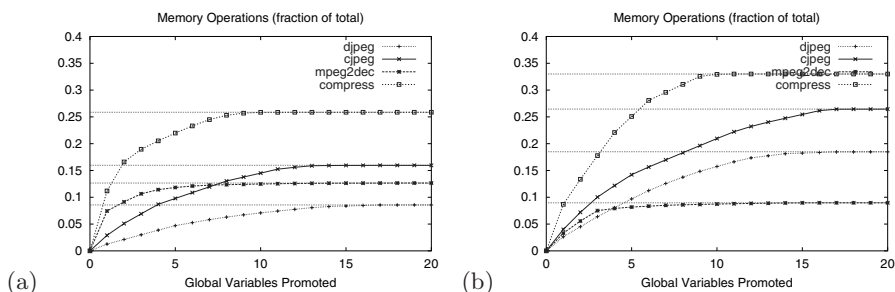 Memory Operations (fraction of total)
0.4
0.35
0.3
0.25
0.2
0.15
0.1
0.05
0
djpeg
cjpeg
mpeg2dec
compress
0 5 10 15 20
Global Variables Promoted
(a)
Memory Operations (fraction of total)
0.4
0.35
0.3
0.25
0.2
0.15
0.1
0.05
0
djpeg
cjpeg
mpeg2dec
compress
0 5 10 15 20
Global Variables Promoted
(b)